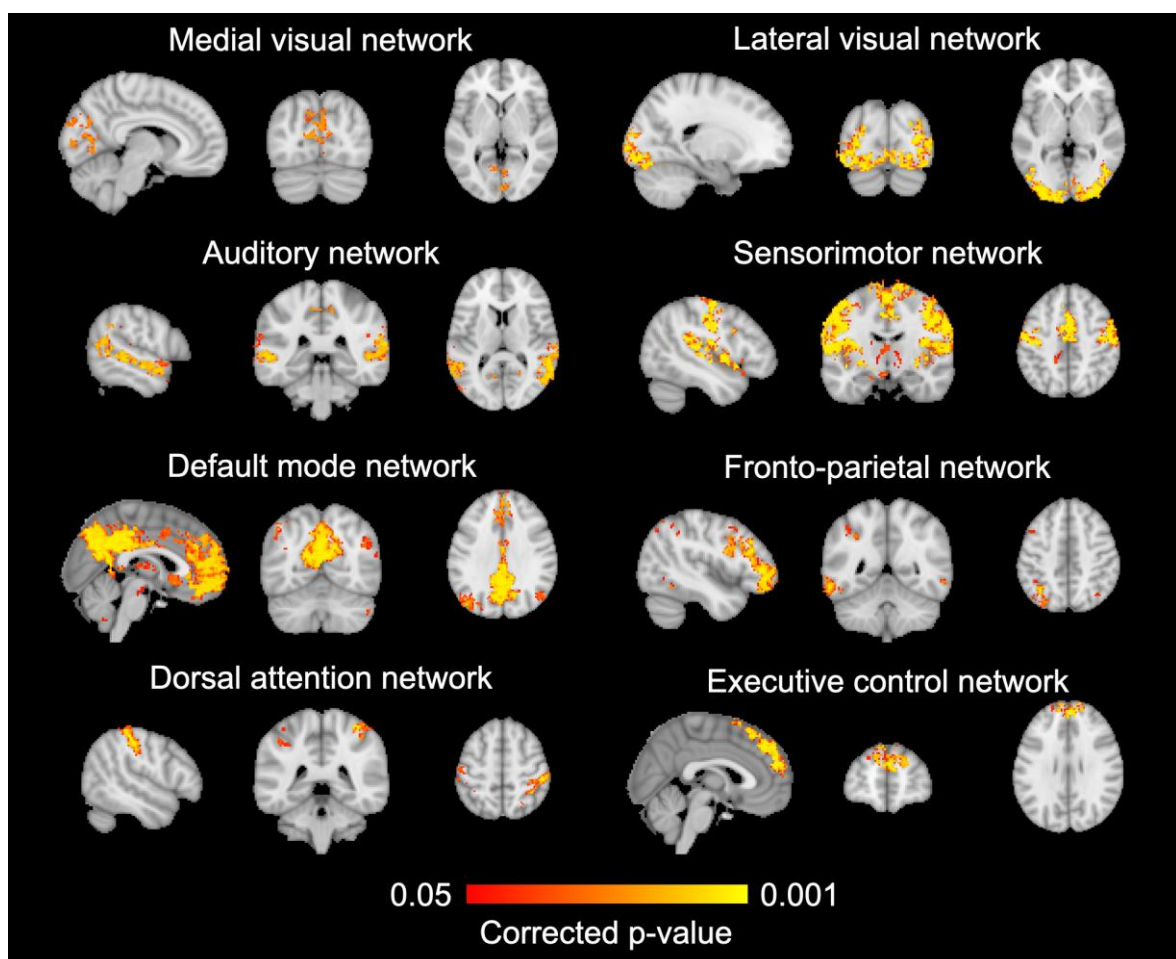 Medial visual network
Lateral visual network
Auditory network
Sensorimotor network
Default mode network
Fronto-parietal network
Dorsal attention network
Executive control network
0.05
0.001
Corrected p-value